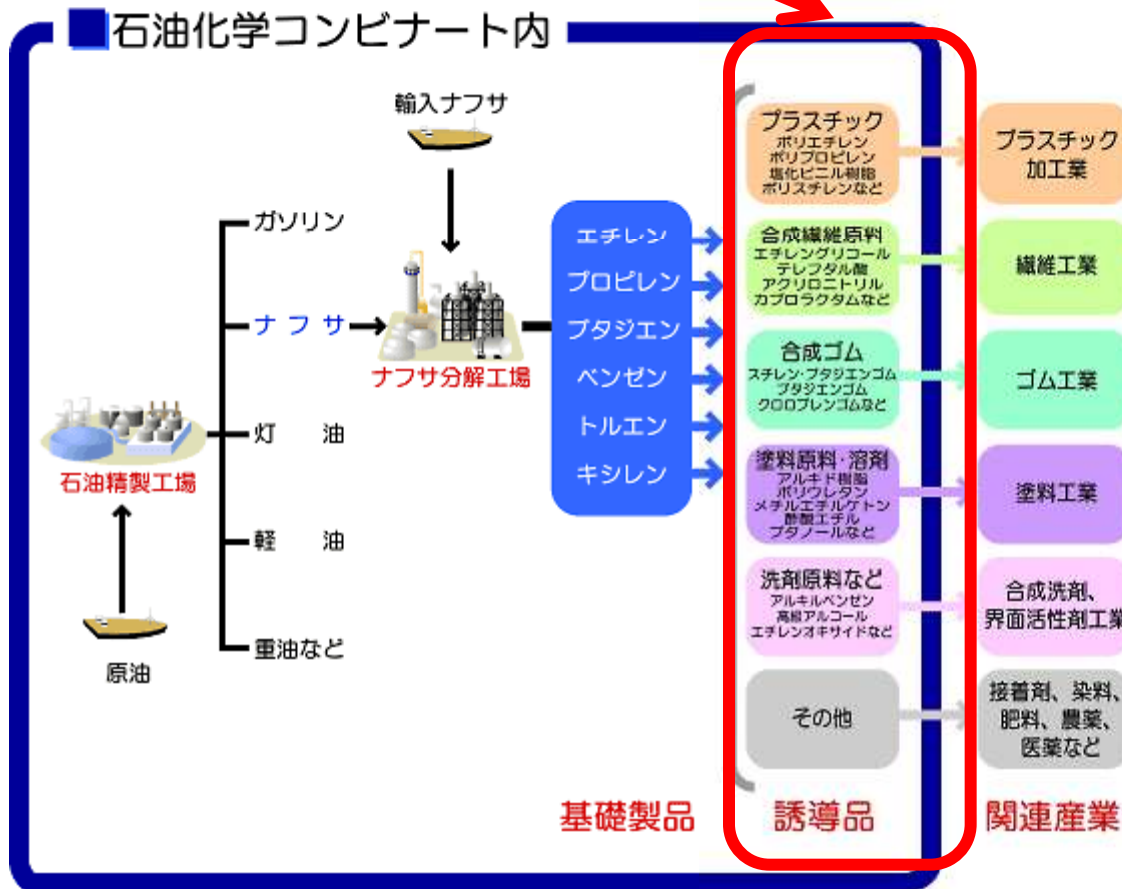 ■石油化学コンビナート内
輸入ナフサ
ガソリン
ナフサ
灯 油
軽 油
重油など
石油精製工場
原油
ナフサ分解工場
エチレン
プロピレン
ブタジエン
ベンゼン
トルエン
キシレン
基礎製品
プラスチック
ポリエチレン
ポリプロピレン
塩化ビニル樹脂
ポリスチレンなど
合成繊維原料
エチレングリコール
テレフタル酸
アクリロニトリル
カプロラクタムなど
合成ゴム
スチレン・ブタジエンゴム
ブタジエンゴム
クロロプレンゴムなど
塗料原料・溶剤
アルキド樹脂
ポリウレタン
メチルエチルケトン
酢酸エチル
ブタノールなど
洗剤原料など
アルキルベンゼン
高級アルコール
エチレンオキサイドなど
その他
誘導品
プラスチック
加工業
繊維工業
ゴム工業
塗料工業
合成洗剤、
界面活性剤工業
接着剤、染料、
肥料、農薬、
医薬など
関連産業